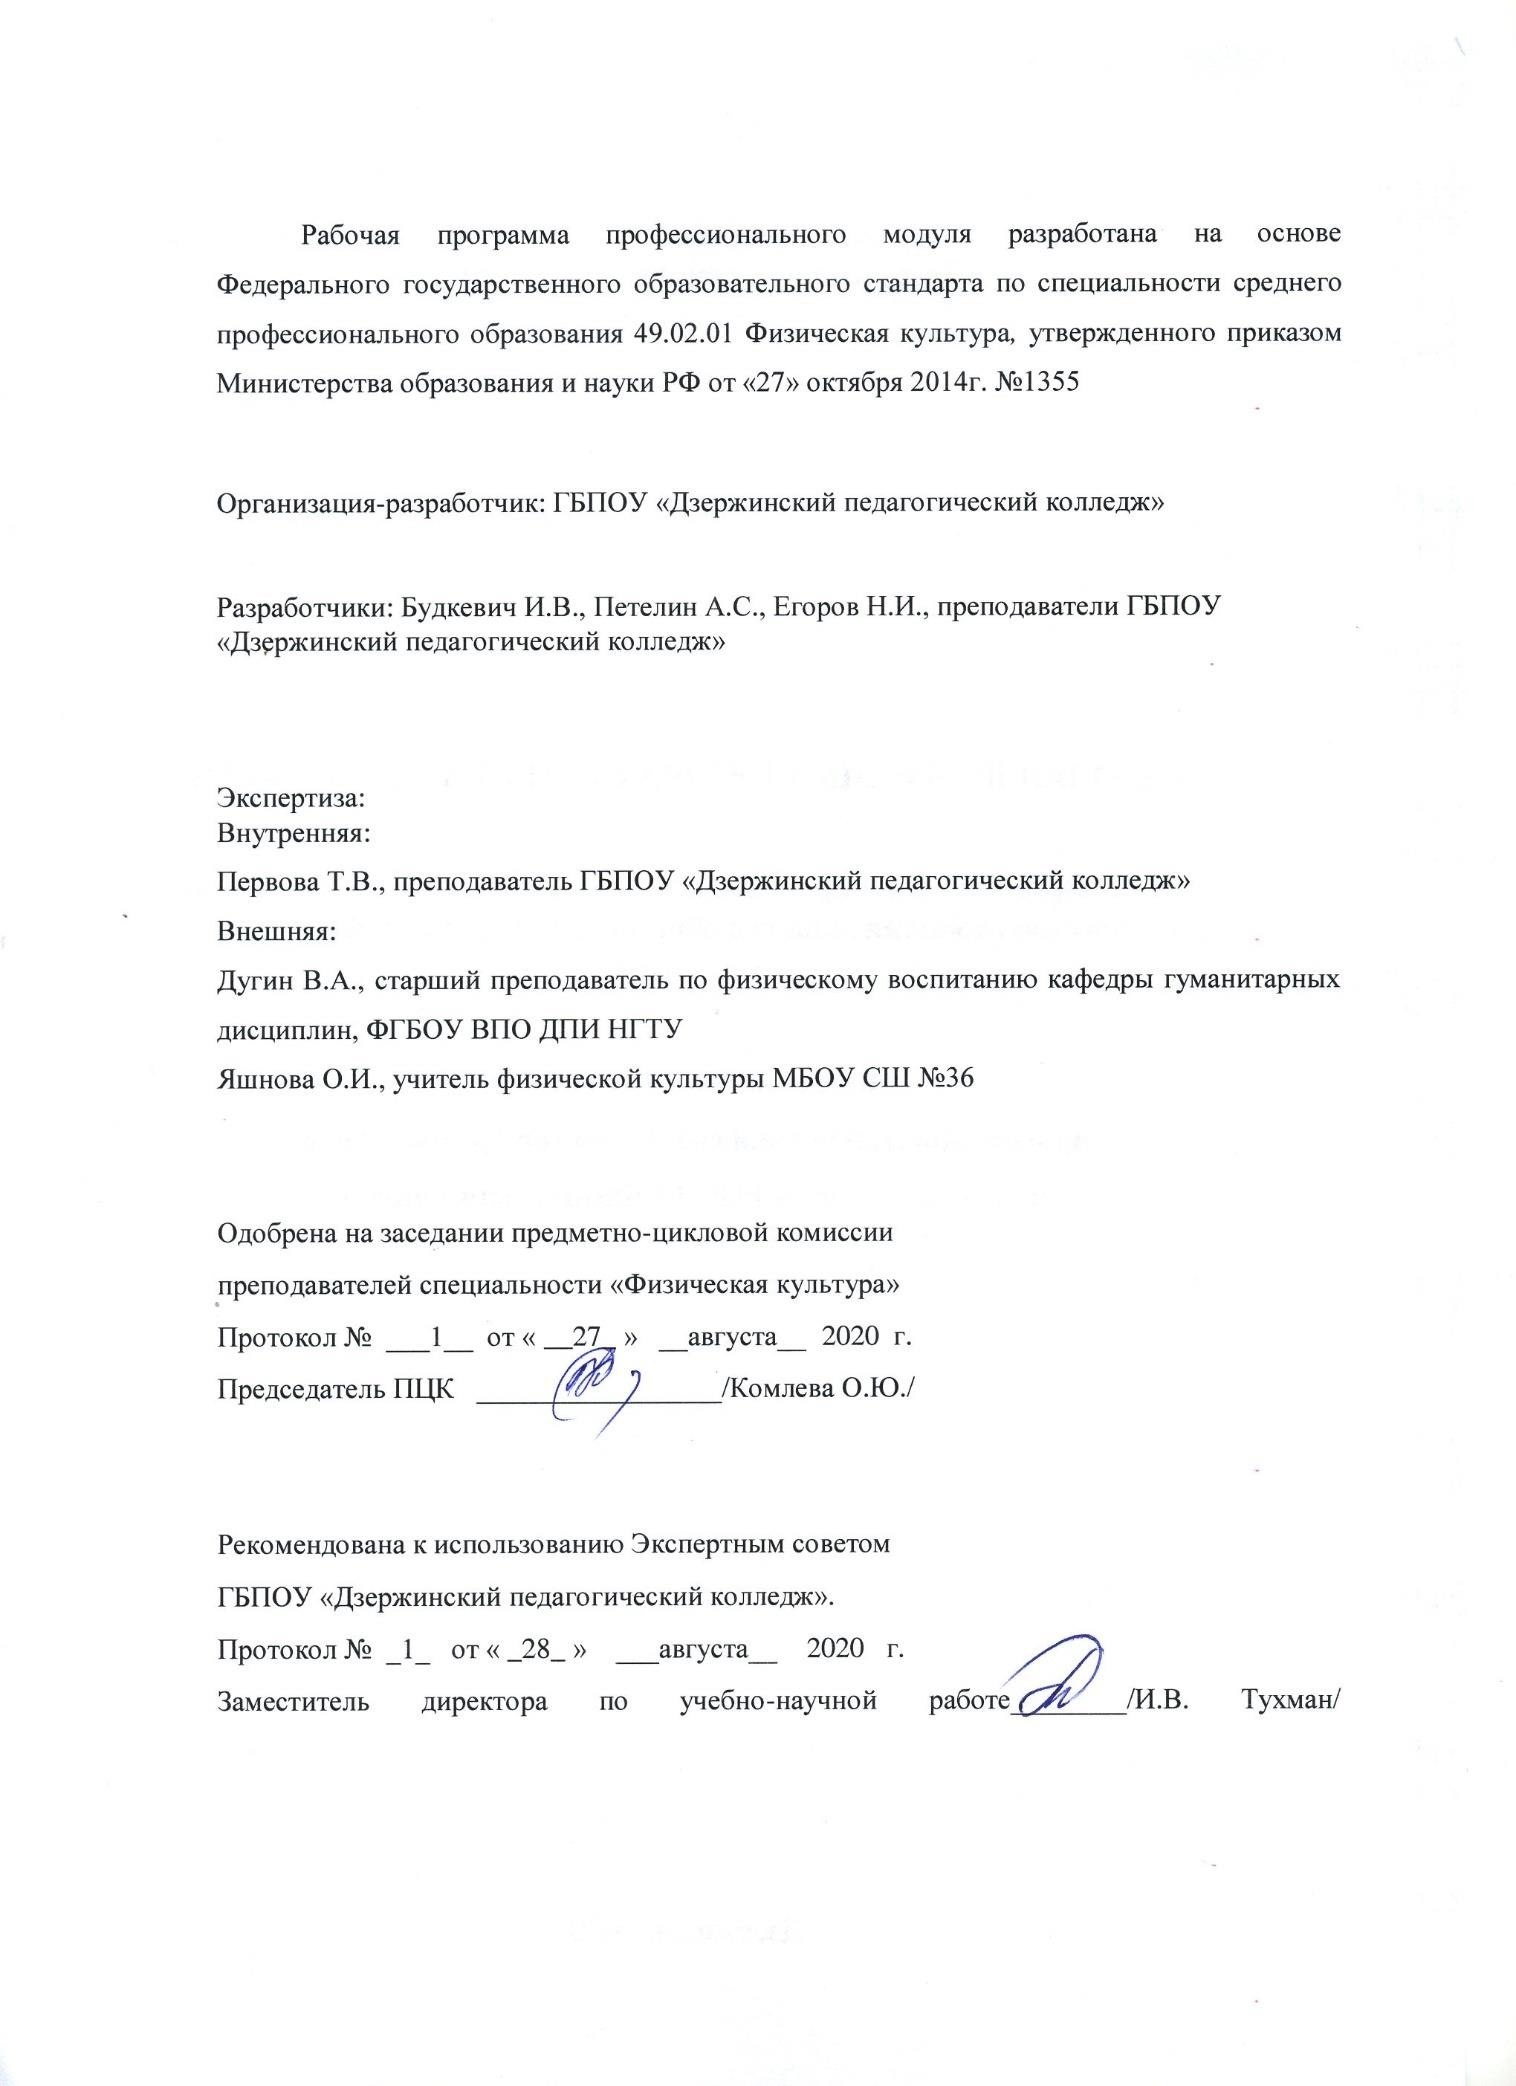 Рабочая программа профессионального модуля разработана на основе
Федерального государственного образовательного стандарта по специальности среднего
профессионального образования 49.02.01 Физическая культура, утвержденного приказом
Министерства образования и науки РФ от «27» октября 2014г. №1355
Организация-разработчик: ГБПОУ «Дзержинский педагогический колледж»
Разработчики: Будкевич И.В., Петелин А.С., Егоров Н.И., преподаватели ГБПОУ
«Дзержинский педагогический колледж»
Экспертиза:
Внутренняя:
Первова Т.В., преподаватель ГБПОУ «Дзержинский педагогический колледж»
Внешняя:
Дугин В.А., старший преподаватель по физическому воспитанию кафедры гуманитарных
дисциплин, ФГБОУ ВПО ДПИ НГТУ
Яшнова О.И., учитель физической культуры МБОУ СШ №36
Одобрена на заседании предметно-цикловой комиссии
преподавателей специальности «Физическая культура»
Протокол № ___1__ от « __27_ » __августа__ 2020 г.
Председатель ПЦК _________________/Комлева О.Ю./
Рекомендована к использованию Экспертным советом
ГБПОУ «Дзержинский педагогический колледж».
Протокол № _1_ от « _28_ » ___августа__ 2020 г.
Заместитель директора по учебно-научной работе________/И.В. Тухман/